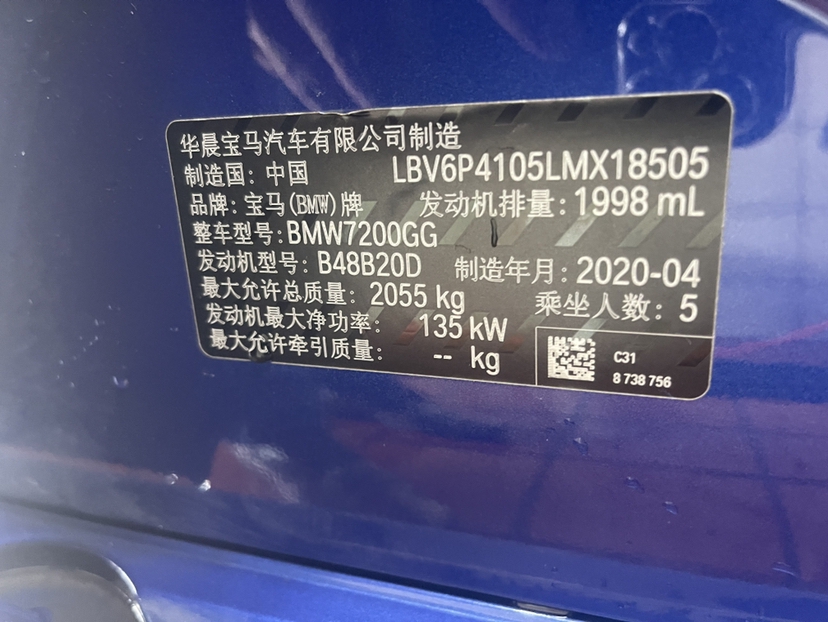 华晨宝马汽车有限公司制造
制造国：中国 LBV6P4105LMX18505
品牌：宝马(BMW)牌 发动机排量：1998 mL
整车型号：BMW7200GG
发动机型号：B48B20D 制造年月：2020-04
最大允许总质量：2055 kg 乘坐人数：5
发动机最大净功率： 135 kW
最大允许牵引质量： -- kg
C31
8 738 756